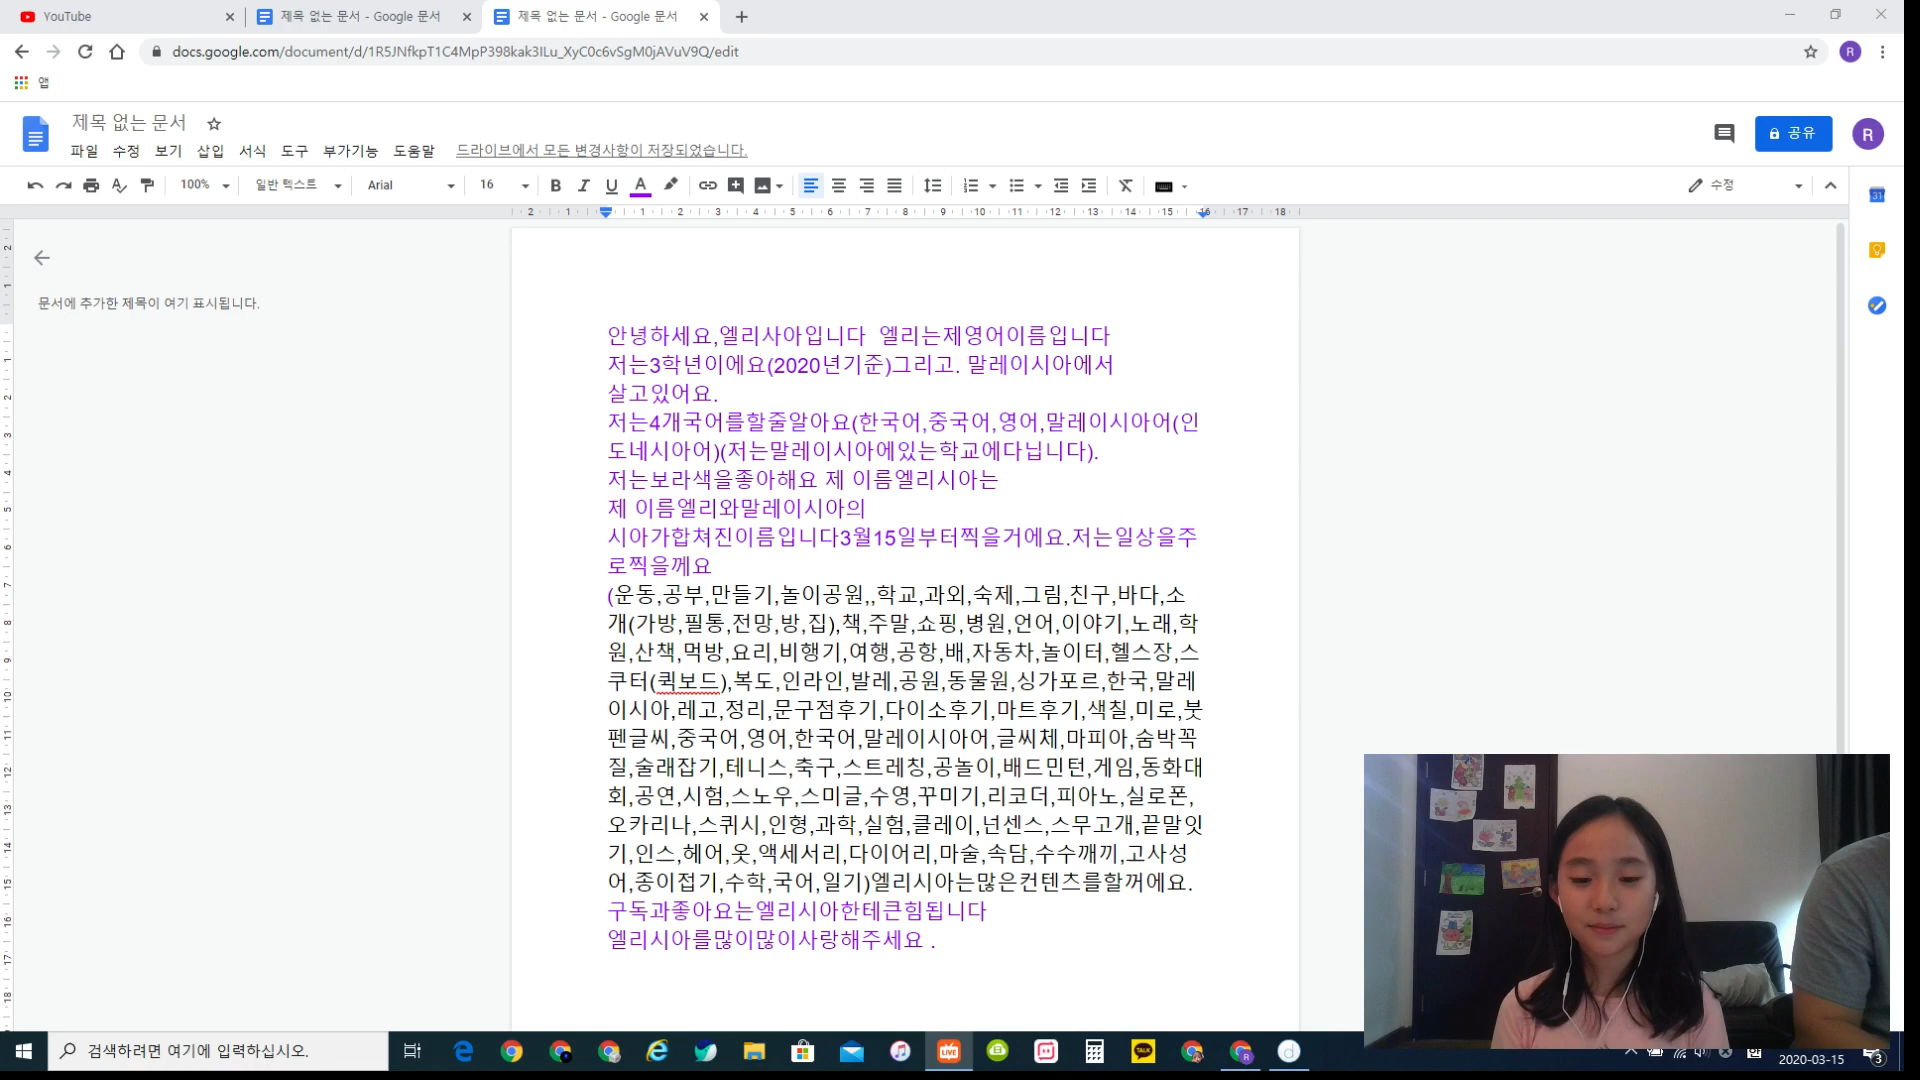 YouTube
제목 없는 문서 - Google 문서
제목 없는 문서 - Google 문서
docs.google.com/document/d/1R5JNfkpT1C4MpP398kak3ILu_XyC0c6vSgM0jAVuV9Q/edit
R
앱
제목 없는 문서
공유
R
파일 수정 보기 삽입 서식 도구 부가기능 도움말 드라이브에서 모든 변경사항이 저장되었습니다.
100% 일반 텍스트 Arial 16 B I U A 수정
2 1 1 2 3 4 5 6 7 8 9 10 11 12 13 14 15 16 17 18
31
문서에 추가한 제목이 여기 표시됩니다.
안녕하세요,엘리사아입니다 엘리는제영어이름입니다
저는3학년이에요(2020년기준)그리고. 말레이시아에서
살고있어요.
저는4개국어를할줄알아요(한국어,중국어,영어,말레이시아어(인
도네시아어)(저는말레이시아에있는학교에다닙니다).
저는보라색을좋아해요 제 이름엘리시아는
제 이름엘리와말레이시아의
시아가합쳐진이름입니다3월15일부터찍을거에요.저는일상을주
로찍을께요
(운동,공부,만들기,놀이공원,,학교,과외,숙제,그림,친구,바다,소
개(가방,필통,전망,방,집),책,주말,쇼핑,병원,언어,이야기,노래,학
원,산책,먹방,요리,비행기,여행,공항,배,자동차,놀이터,헬스장,스
쿠터(퀵보드),복도,인라인,발레,공원,동물원,싱가포르,한국,말레
이시아,레고,정리,문구점후기,다이소후기,마트후기,색칠,미로,붓
펜글씨,중국어,영어,한국어,말레이시아어,글씨체,마피아,숨박꼭
질,술래잡기,테니스,축구,스트레칭,공놀이,배드민턴,게임,동화대
회,공연,시험,스노우,스미글,수영,꾸미기,리코더,피아노,실로폰,
오카리나,스퀴시,인형,과학,실험,클레이,넌센스,스무고개,끝말잇
기,인스,헤어,옷,액세서리,다이어리,마술,속담,수수깨끼,고사성
어,종이접기,수학,국어,일기)엘리시아는많은컨텐츠를할꺼에요.
구독과좋아요는엘리시아한테큰힘됩니다
엘리시아를많이많이사랑해주세요 .
검색하려면 여기에 입력하십시오.
LIVE
TALK
2020-03-15
3